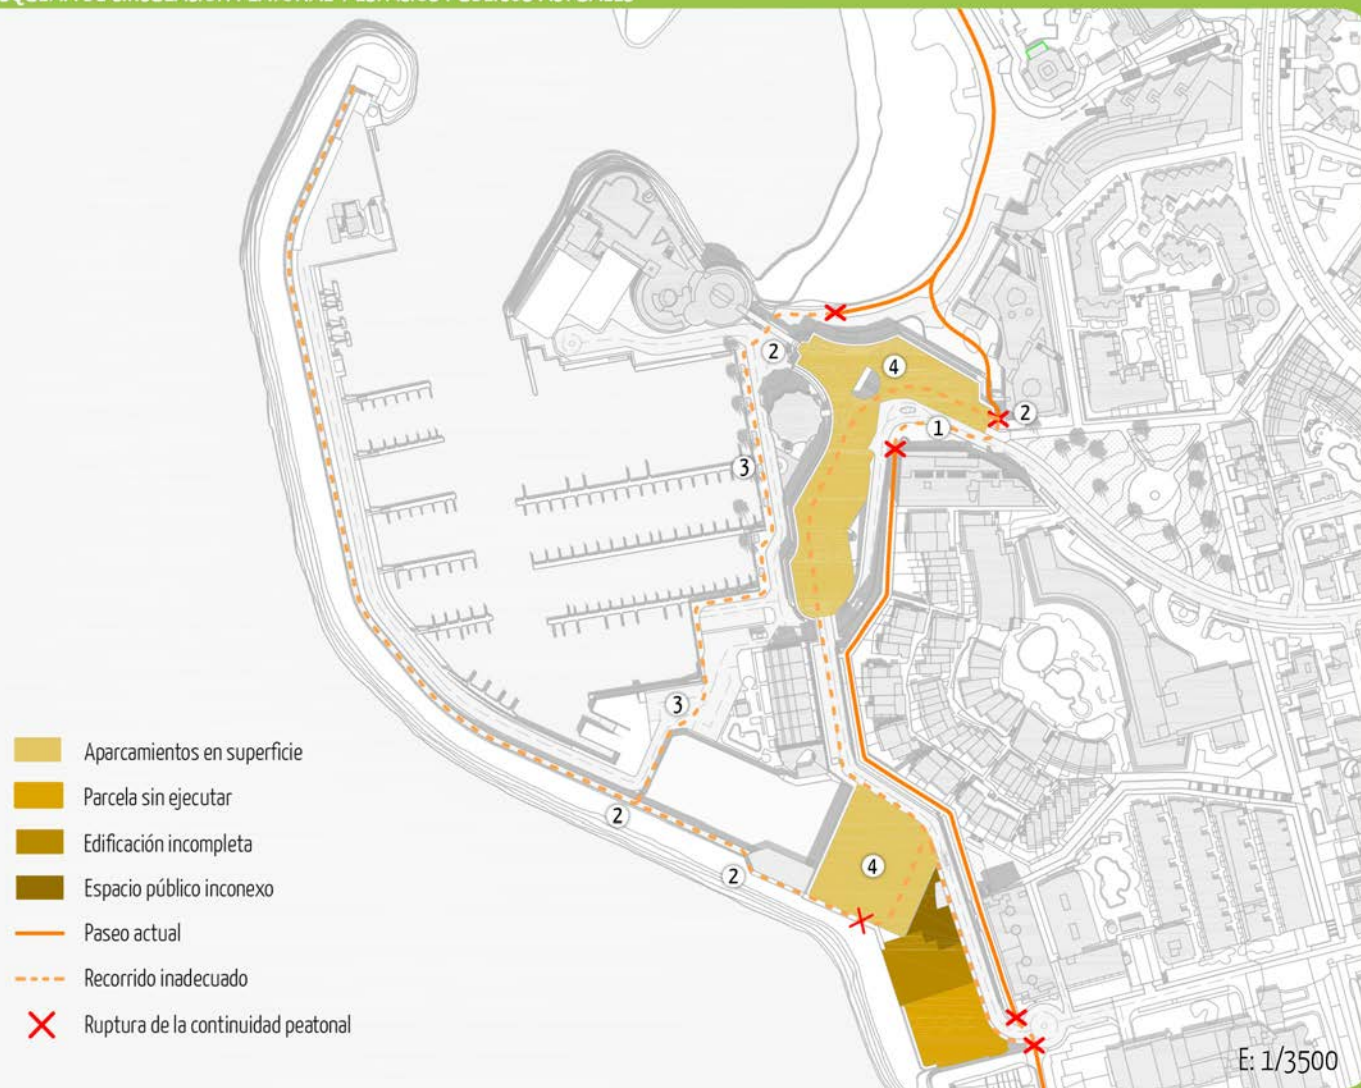 2
4
2
1
3
3
2
2
4
Aparcamientos en superficie
Parcela sin ejecutar
Edificación incompleta
Espacio público inconexo
Paseo actual
Recorrido inadecuado
Ruptura de la continuidad peatonal
E: 1/3500